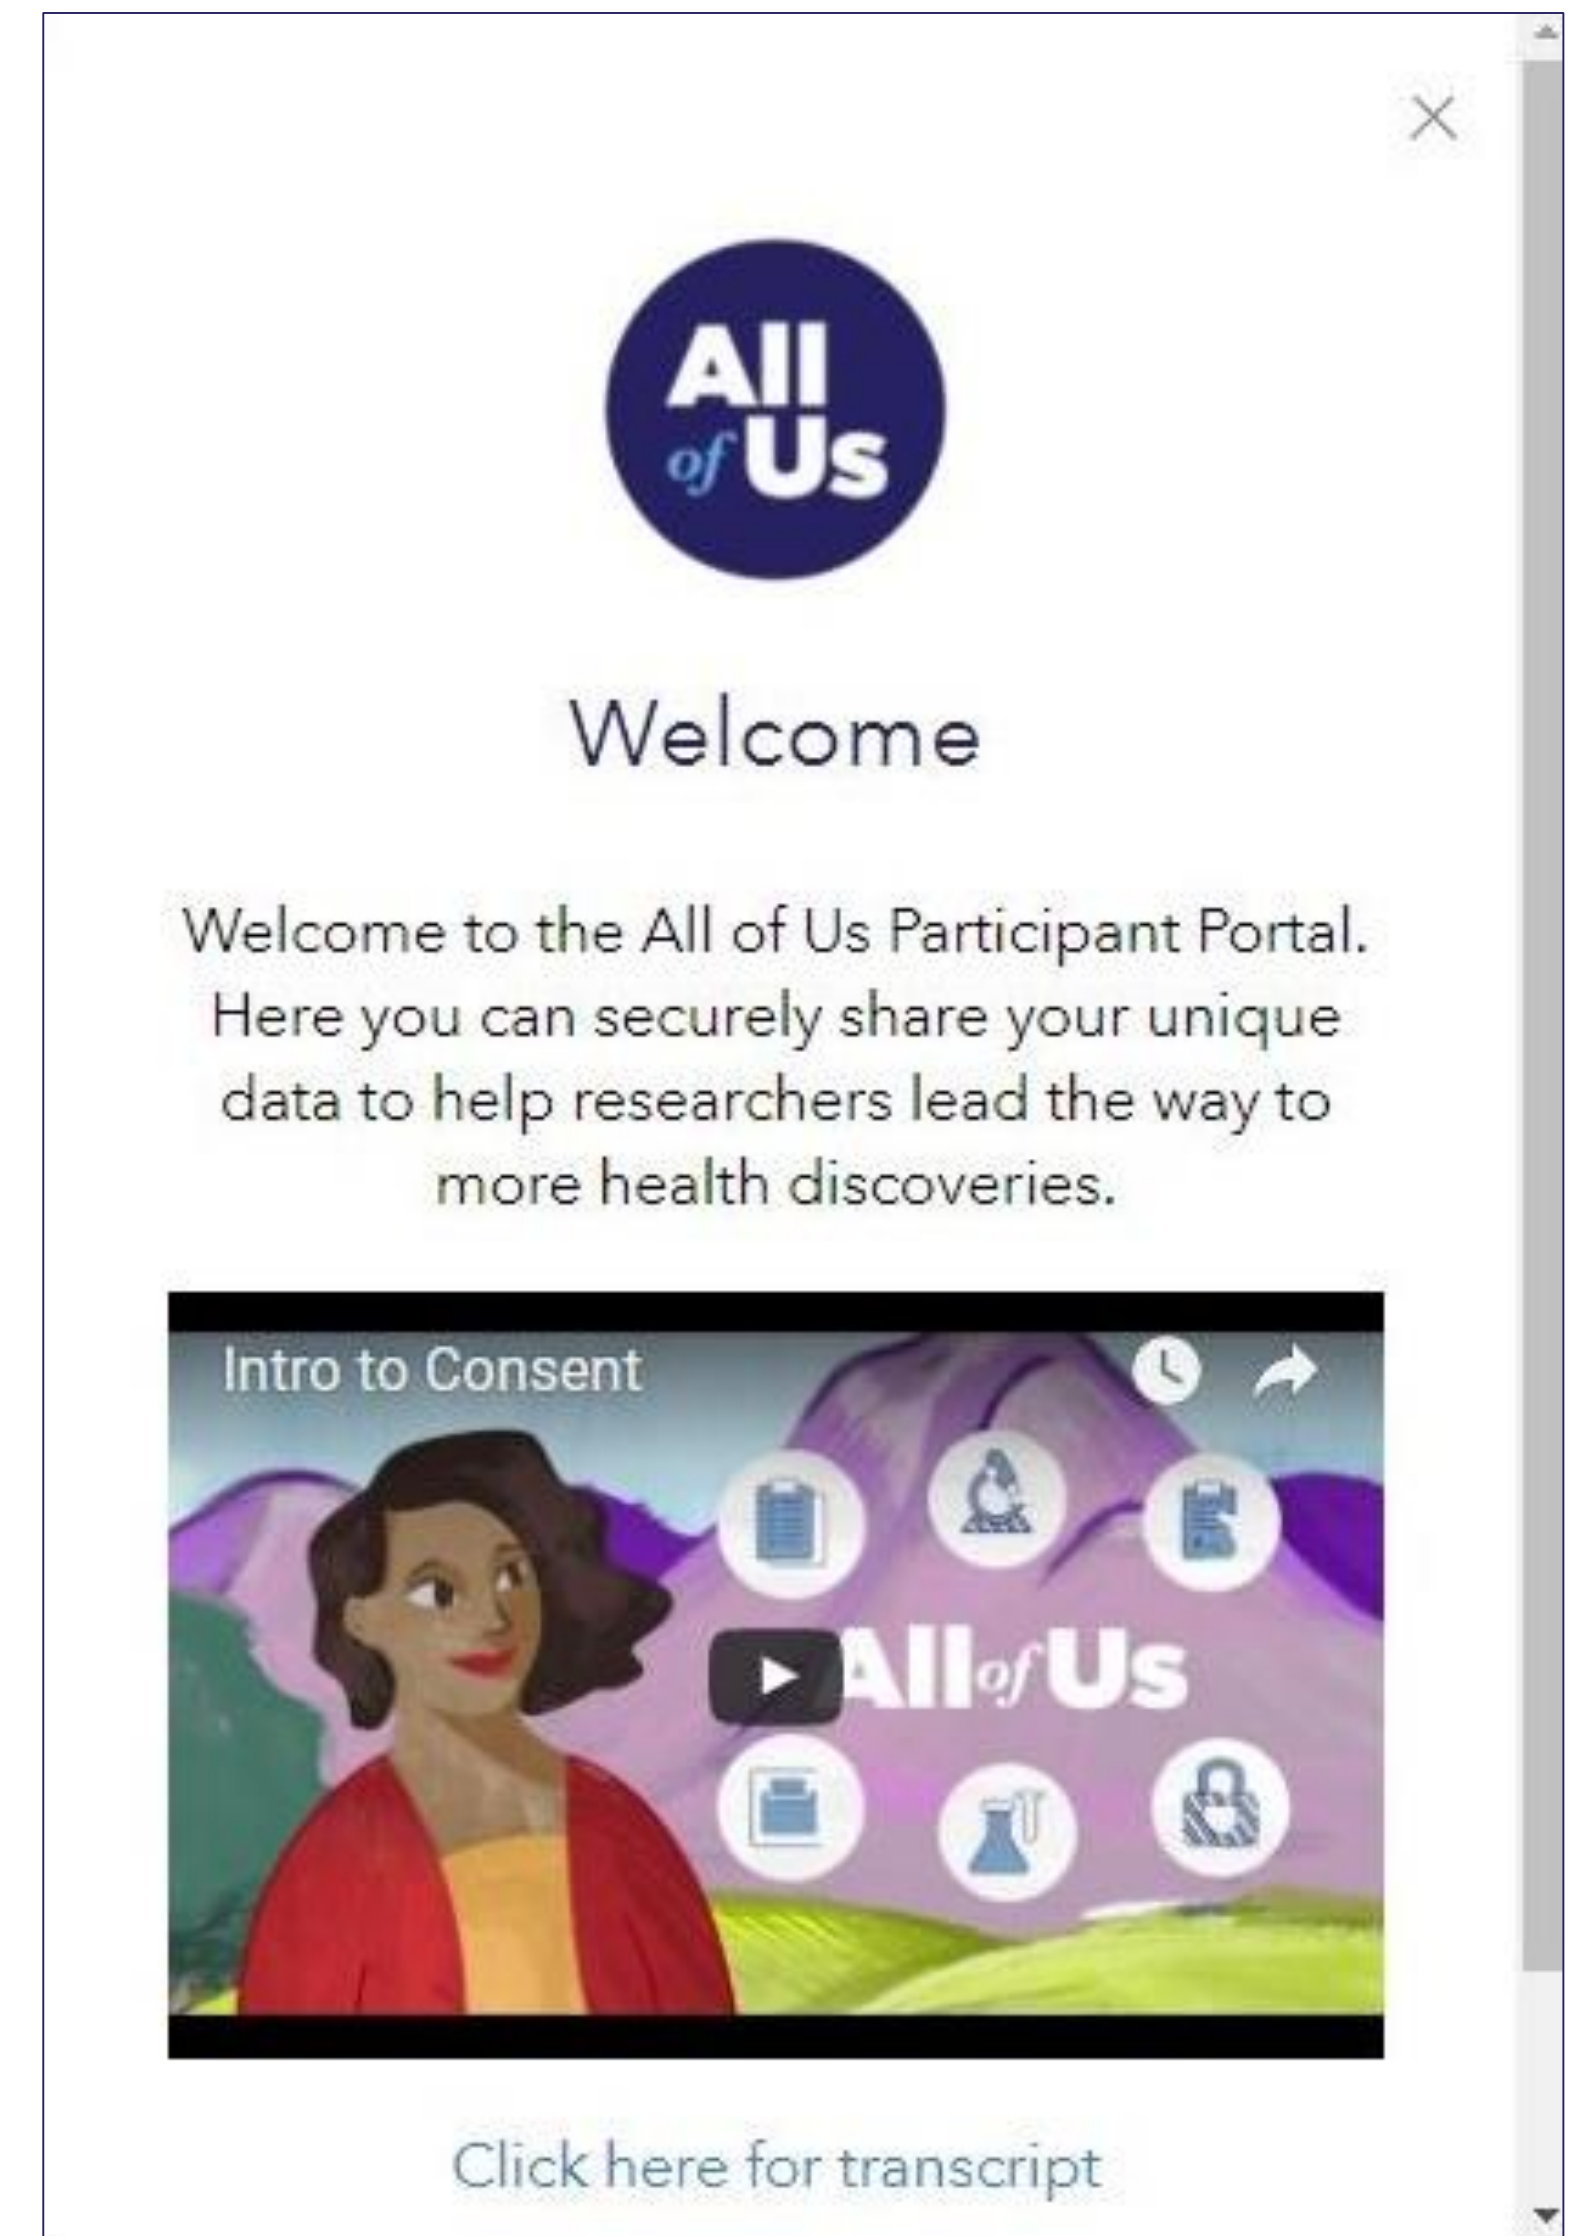 All
of Us
Welcome
Welcome to the All of Us Participant Portal.
Here you can securely share your unique
data to help researchers lead the way to
more health discoveries.
Intro to Consent
All of Us
Click here for transcript